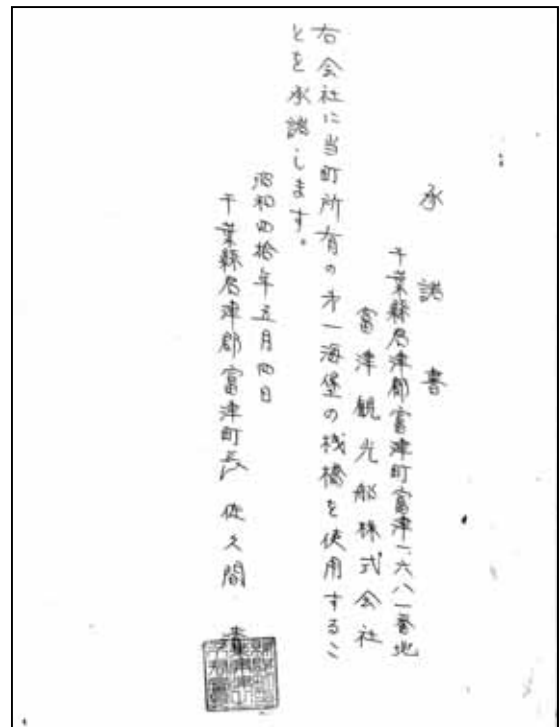 承諾書
千葉縣君津郡富津町富津一、六八一番地
富津観光船株式会社
右会社に当町所有の才一海堡の桟橋を使用するこ
とを承諾します。
昭和四拾年五月四日
千葉縣君津郡富津町長 佐久間 清